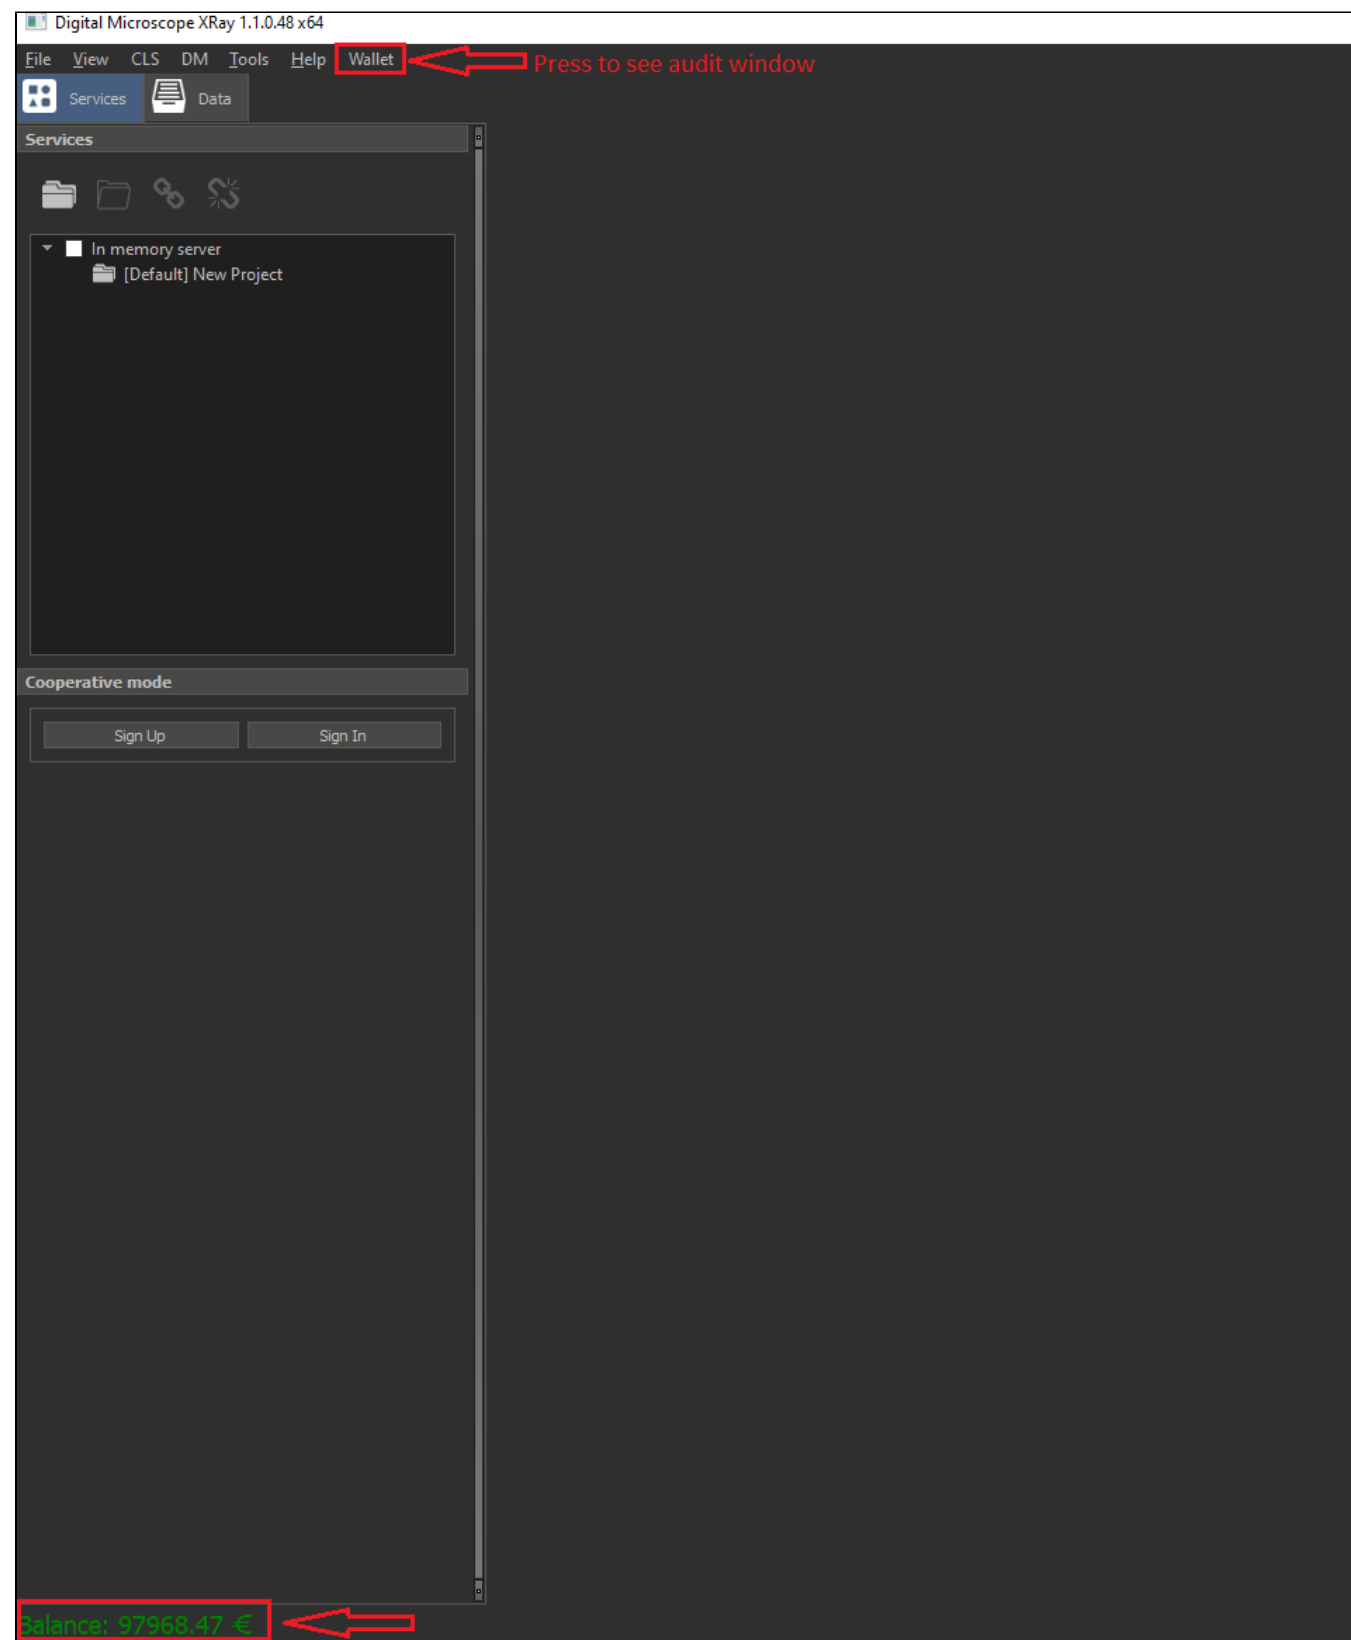 Digital Microscope XRay 1.1.0.48 x64
File View CLS DM Tools Help Wallet
Press to see audit window
Services Data
Services
In memory server
[Default] New Project
Cooperative mode
Sign Up Sign In
Balance: 97968.47 €